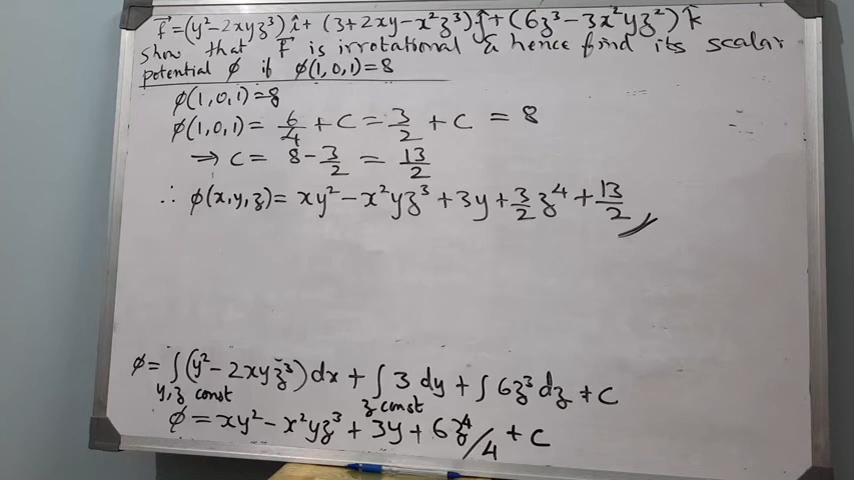 f⃗ = (y² - 2xyz³) î + (3 + 2xy - x²z³) ĵ + (6z³ - 3x²yz²) k̂
show that F⃗ is irrotational & hence find its scalar
potential ϕ if ϕ(1,0,1) = 8
ϕ(1,0,1) = 8
ϕ(1,0,1) = 6/4 + C = 3/2 + C = 8
⇒ C = 8 - 3/2 = 13/2
∴ ϕ(x,y,z) = xy² - x²yz³ + 3y + 3/2 z⁴ + 13/2
ϕ = ∫(y² - 2xyz³) dx + ∫ 3 dy + ∫ 6z³ dz + C
y,z const z const
ϕ = xy² - x²yz³ + 3y + 6z⁴/4 + C